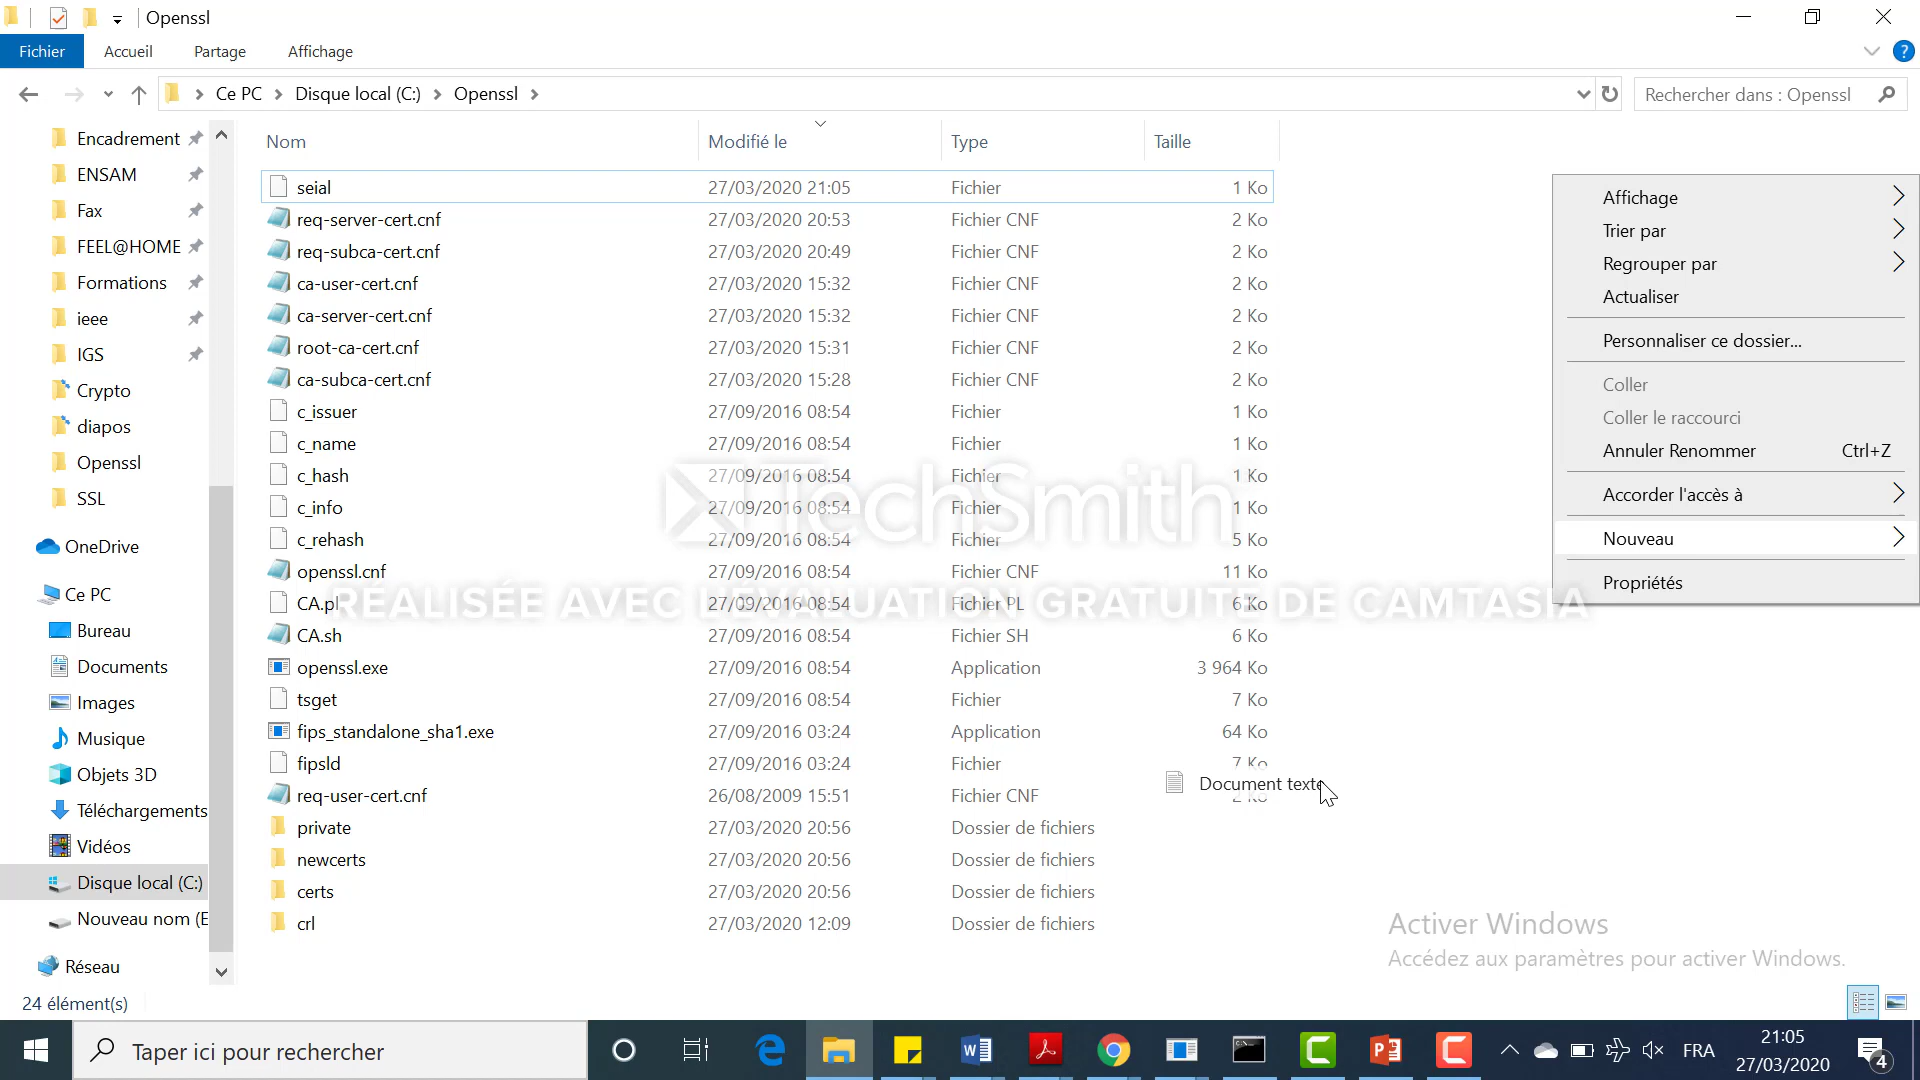 Openssl
Fichier Accueil Partage Affichage
Ce PC Disque local (C:) Openssl
Rechercher dans : Openssl
Encadrement
ENSAM
Fax
FEEL@HOME
Formations
ieee
IGS
Crypto
diapos
Openssl
SSL
OneDrive
Ce PC
Bureau
Documents
Images
Musique
Objets 3D
Téléchargements
Vidéos
Disque local (C:)
Nouveau nom (E
Réseau
Nom Modifié le Type Taille
seial 27/03/2020 21:05 Fichier 1 Ko
req-server-cert.cnf 27/03/2020 20:53 Fichier CNF 2 Ko
req-subca-cert.cnf 27/03/2020 20:49 Fichier CNF 2 Ko
ca-user-cert.cnf 27/03/2020 15:32 Fichier CNF 2 Ko
ca-server-cert.cnf 27/03/2020 15:32 Fichier CNF 2 Ko
root-ca-cert.cnf 27/03/2020 15:31 Fichier CNF 2 Ko
ca-subca-cert.cnf 27/03/2020 15:28 Fichier CNF 2 Ko
c_issuer 27/09/2016 08:54 Fichier 1 Ko
c_name 27/09/2016 08:54 Fichier 1 Ko
c_hash 27/09/2016 08:54 Fichier 1 Ko
c_info 27/09/2016 08:54 Fichier 1 Ko
c_rehash 27/09/2016 08:54 Fichier 5 Ko
openssl.cnf 27/09/2016 08:54 Fichier CNF 11 Ko
CA.pl 27/09/2016 08:54 Fichier PL 6 Ko
CA.sh 27/09/2016 08:54 Fichier SH 6 Ko
openssl.exe 27/09/2016 08:54 Application 3 964 Ko
tsget 27/09/2016 08:54 Fichier 7 Ko
fips_standalone_sha1.exe 27/09/2016 03:24 Application 64 Ko
fipsld 27/09/2016 03:24 Fichier 7 Ko
req-user-cert.cnf 26/08/2009 15:51 Fichier CNF 2 Ko
private 27/03/2020 20:56 Dossier de fichiers
newcerts 27/03/2020 20:56 Dossier de fichiers
certs 27/03/2020 20:56 Dossier de fichiers
crl 27/03/2020 12:09 Dossier de fichiers
TechSmith
RÉALISÉE AVEC L'ÉVALUATION GRATUITE DE CAMTASIA
Document texte
Affichage
Trier par
Regrouper par
Actualiser
Personnaliser ce dossier...
Coller
Coller le raccourci
Annuler Renommer Ctrl+Z
Accorder l'accès à
Nouveau
Propriétés
Activer Windows
Accédez aux paramètres pour activer Windows.
24 élément(s)
Taper ici pour rechercher
FRA
21:05
27/03/2020
4